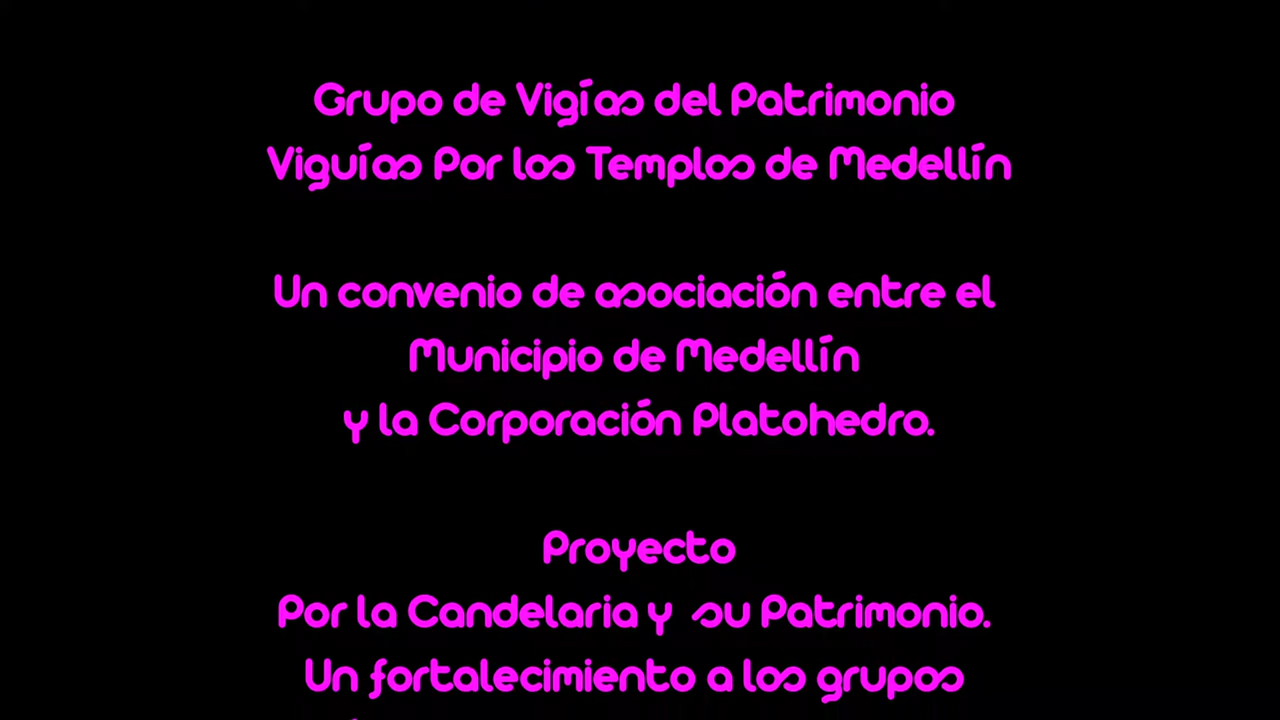 Grupo de Vigías del Patrimonio
Viguías Por los Templos de Medellín
Un convenio de asociación entre el
Municipio de Medellín
y la Corporación Platohedro.
Proyecto
Por la Candelaria y su Patrimonio.
Un fortalecimiento a los grupos